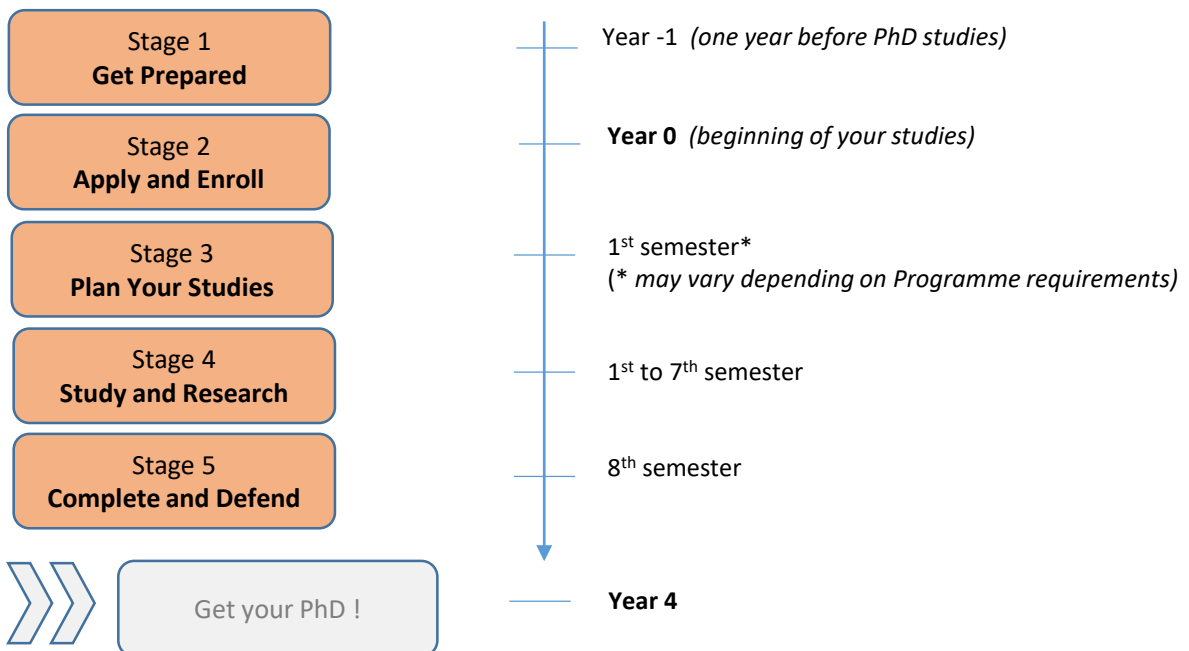 Stage 1
Get Prepared
Year -1 (one year before PhD studies)
Stage 2
Apply and Enroll
Year 0 (beginning of your studies)
Stage 3
Plan Your Studies
1st semester*
(* may vary depending on Programme requirements)
Stage 4
Study and Research
1st to 7th semester
Stage 5
Complete and Defend
8th semester
Get your PhD !
Year 4